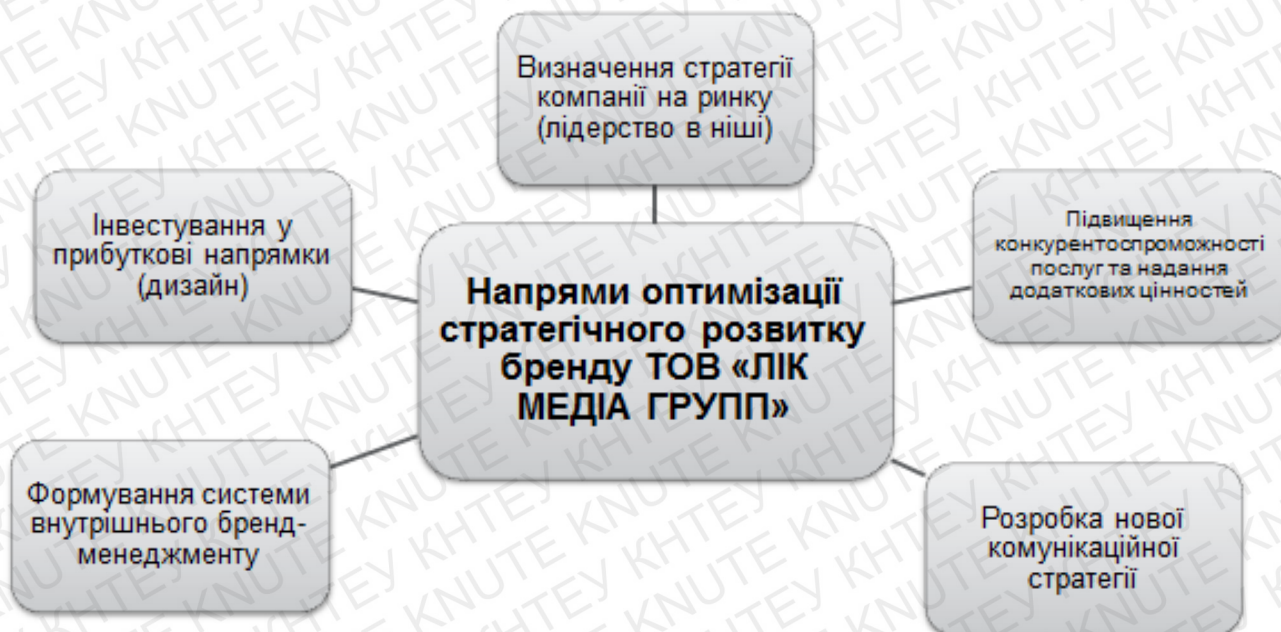 Визначення стратегії
компанії на ринку
(лідерство в ніші)
Інвестування у
прибуткові напрямки
(дизайн)
Підвищення
конкурентоспроможності
послуг та надання
додаткових цінностей
Напрями оптимізації
стратегічного розвитку
бренду ТОВ «ЛІК
МЕДІА ГРУПП»
Формування системи
внутрішнього бренд-
менеджменту
Розробка нової
комунікаційної
стратегії